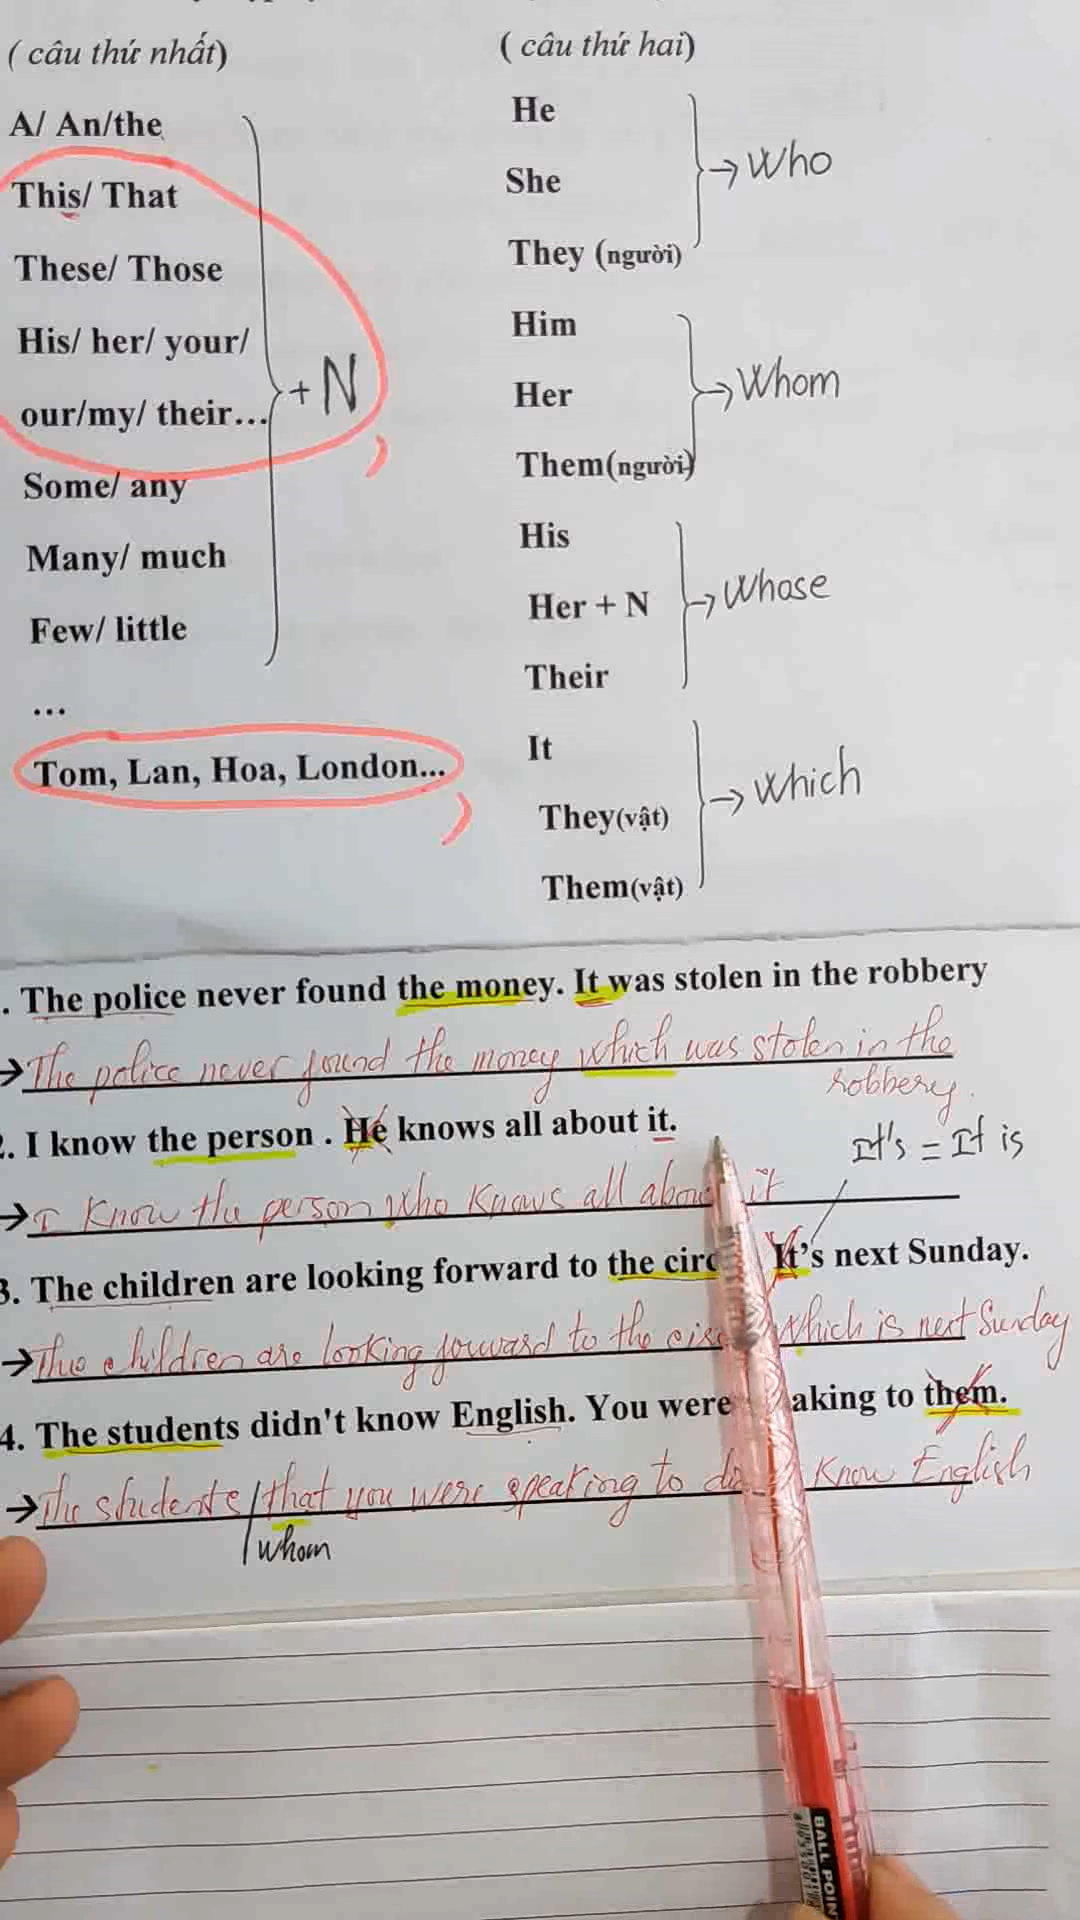 ( câu thứ nhất)
A/ An/the
This/ That
These/ Those
His/ her/ your/
our/my/ their...
+ N
Some/ any
Many/ much
Few/ little
...
Tom, Lan, Hoa, London...
( câu thứ hai)
He
She
They (người)
→ Who
Him
Her
Them(người)
→ Whom
His
Her + N
Their
→ Whose
It
They(vật)
Them(vật)
→ Which
. The police never found the money. It was stolen in the robbery
→ The police never found the money which was stolen in the
robbery.
2. I know the person . He knows all about it.
→ I know the person who knows all about it
It's = It is
3. The children are looking forward to the circ It's next Sunday.
→ The children are looking forward to the which is next Sunday
4. The students didn't know English. You were aking to them.
→ The students / that you were speaking to know English
whom
BALL POIN